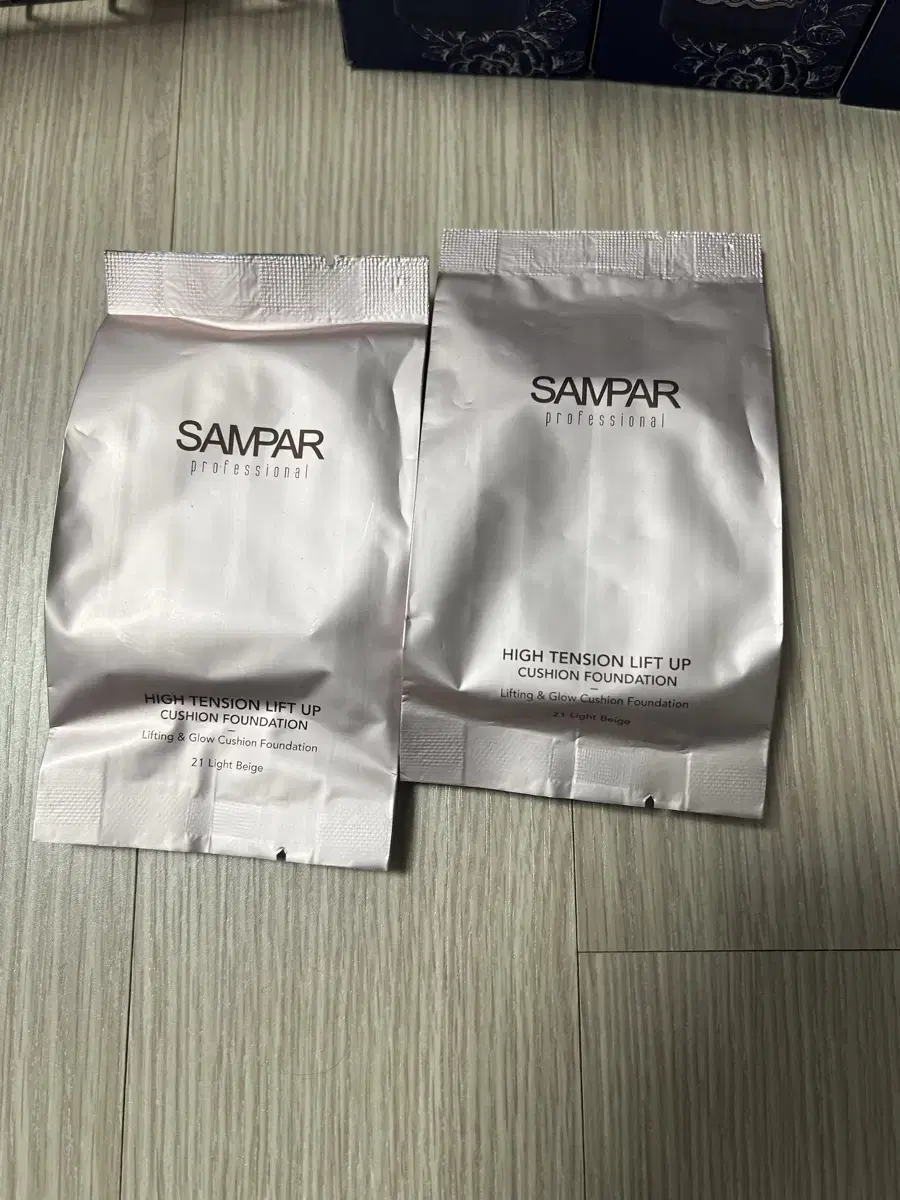 SAMPAR
professional
HIGH TENSION LIFT UP
CUSHION FOUNDATION
Lifting & Glow Cushion Foundation
21 Light Beige
SAMPAR
professional
HIGH TENSION LIFT UP
CUSHION FOUNDATION
Lifting & Glow Cushion Foundation
21 Light Beige